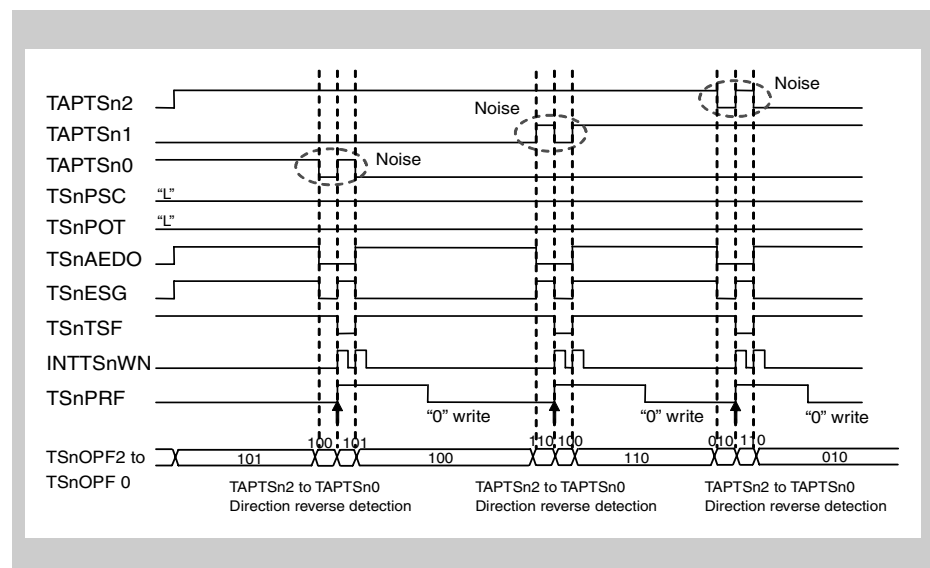 Noise
TAPTSn2
Noise
TAPTSn1
TAPTSn0
Noise
TSnPSC "L"
TSnPOT "L"
TSnAEDO
TSnESG
TSnTSF
INTTSnWN
TSnPRF
"0" write "0" write "0" write
100 101 110 100 010 110
TSnOPF2 to 101 100 110 010
TSnOPF 0
TAPTSn2 to TAPTSn0 TAPTSn2 to TAPTSn0 TAPTSn2 to TAPTSn0
Direction reverse detection Direction reverse detection Direction reverse detection